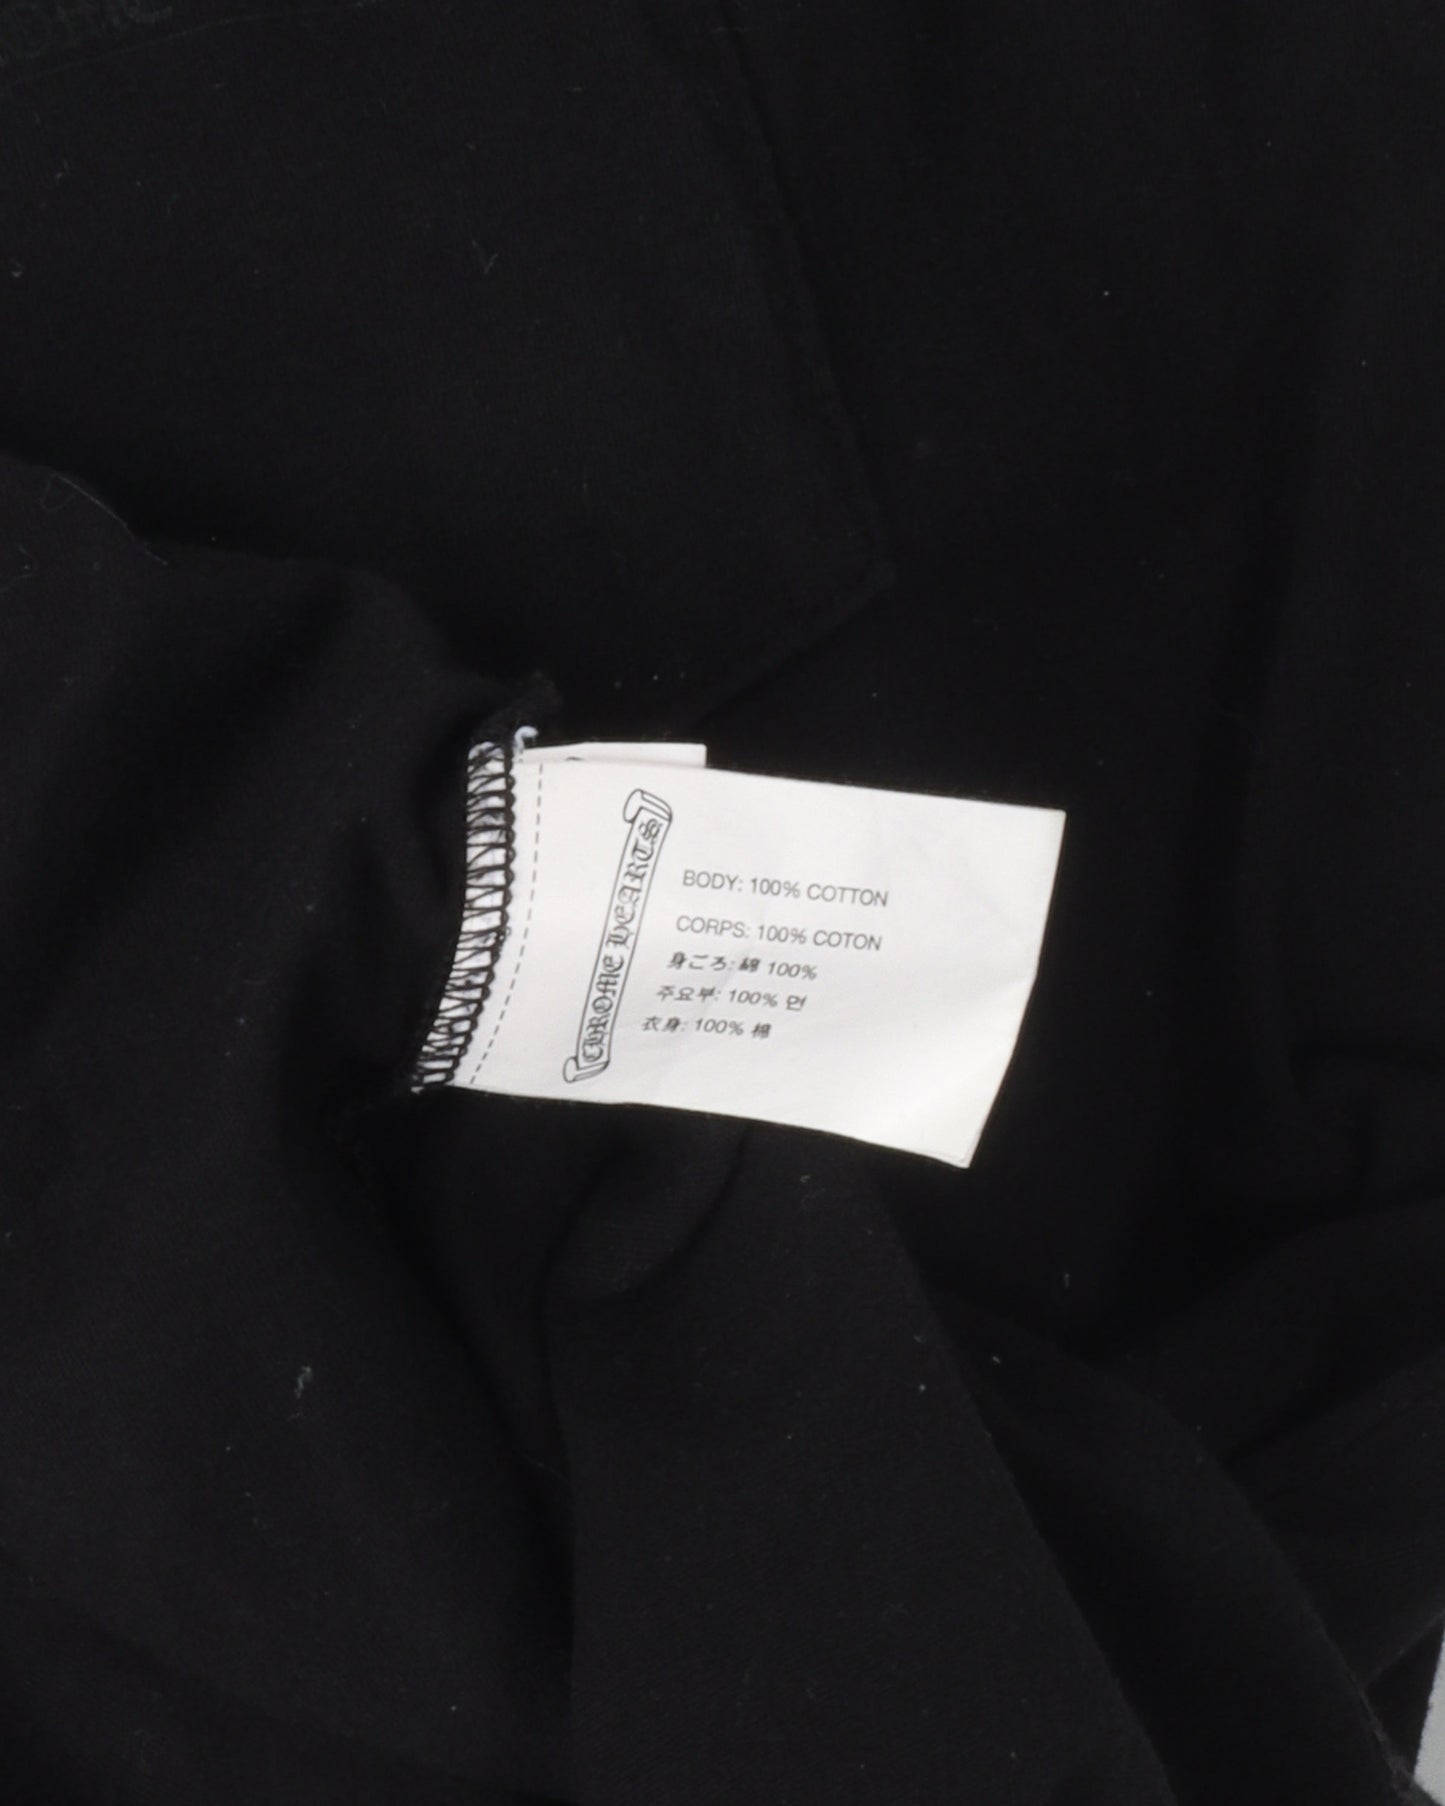 CHROME HEARTS
BODY: 100% COTTON
CORPS: 100% COTON
身ごろ: 綿 100%
주요부: 100% 면
衣身: 100% 棉